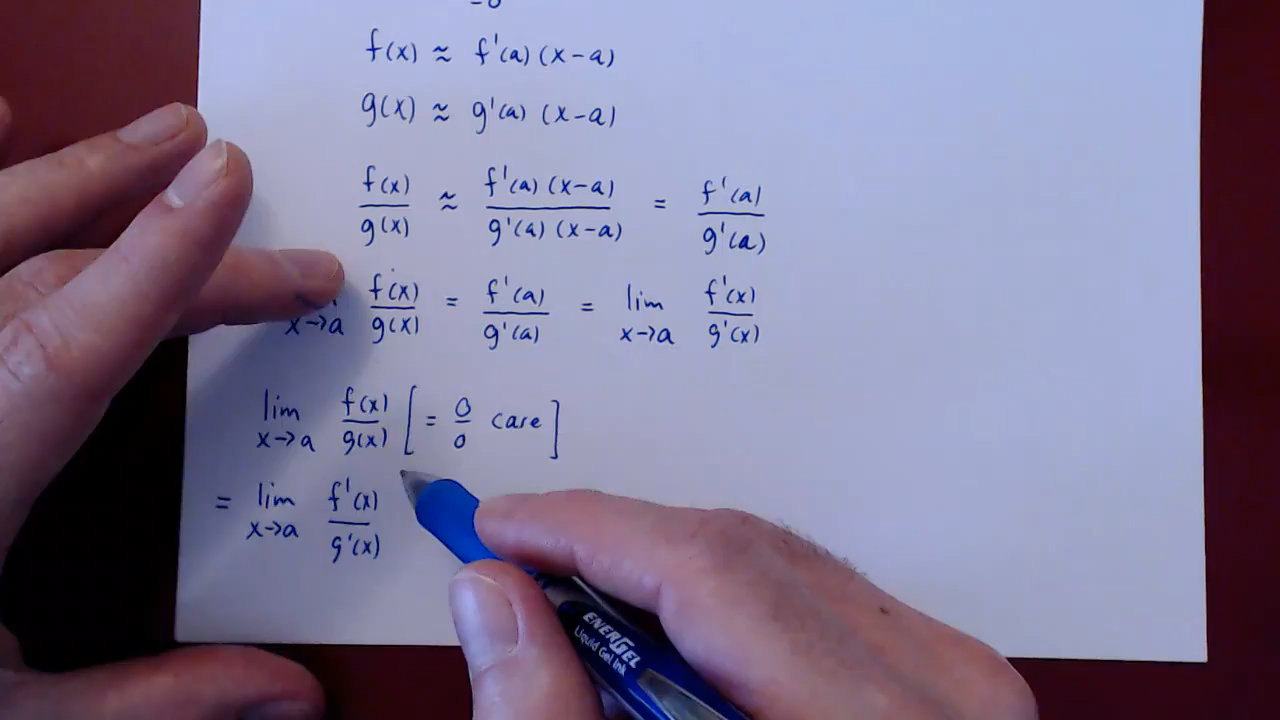 f(x) ≈ f'(a) (x-a)
g(x) ≈ g'(a) (x-a)
f(x)/g(x) ≈ f'(a) (x-a)/g'(a) (x-a) = f'(a)/g'(a)
x→a f(x)/g(x) = f'(a)/g'(a) = lim x→a f'(x)/g'(x)
lim x→a f(x)/g(x) [= 0/0 case]
= lim x→a f'(x)/g'(x)
ENERGEL
Liquid Gel Ink